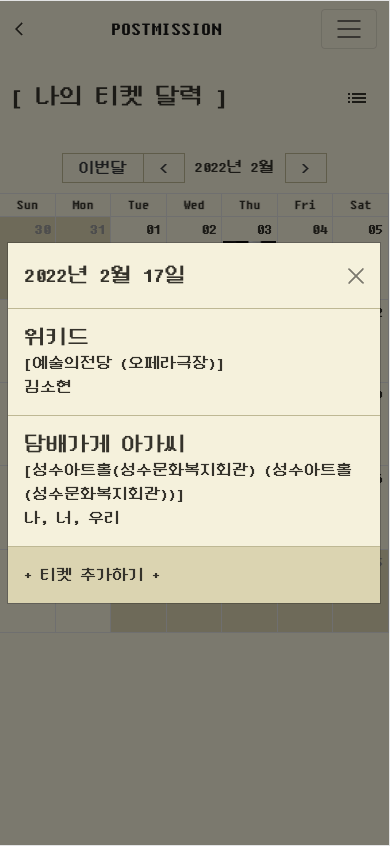 POSTMISSION
[ 나의 티켓 달력 ]
이번달 < 2022년 2월 >
Sun Mon Tue Wed Thu Fri Sat
30 31 01 02 03 04 05
2022년 2월 17일
위키드
[예술의전당 (오페라극장)]
김소현
담배가게 아가씨
[성수아트홀(성수문화복지회관) (성수아트홀
(성수문화복지회관))]
나, 너, 우리
+ 티켓 추가하기 +